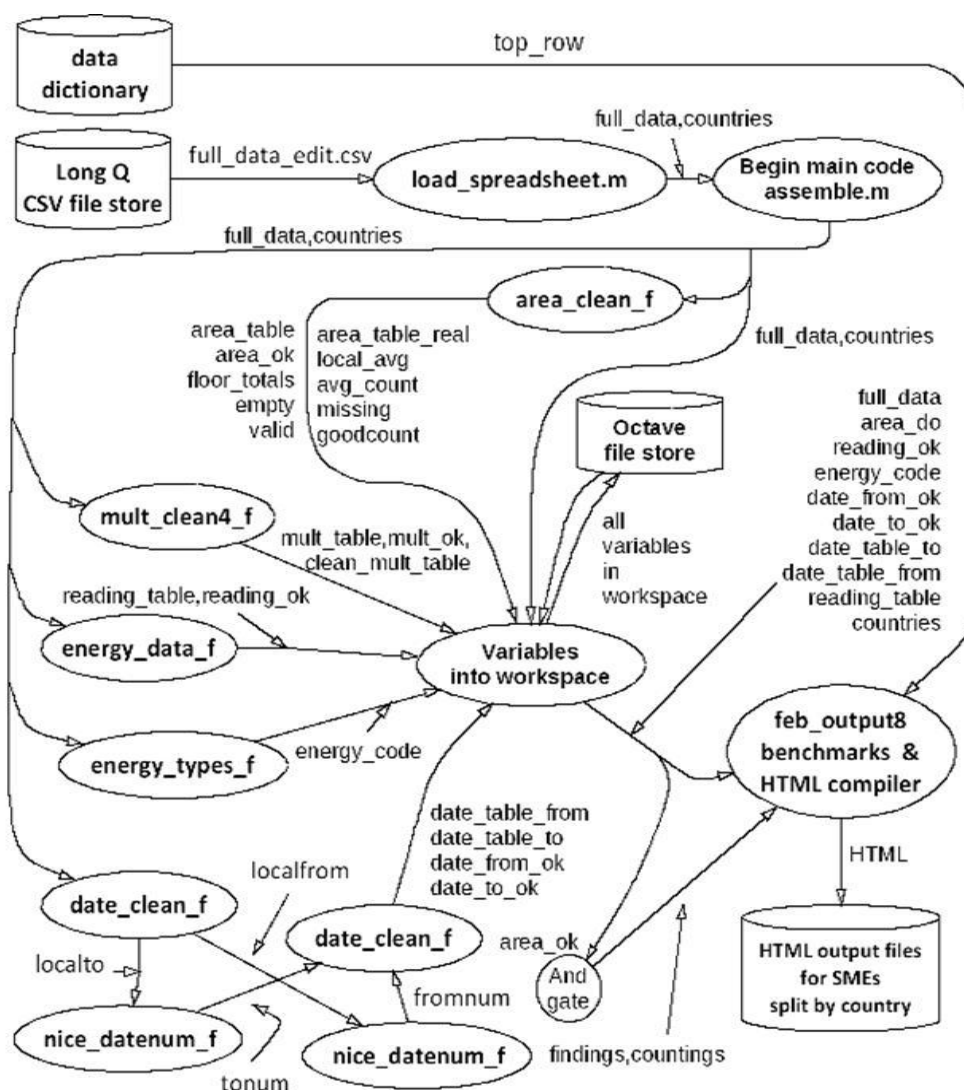 data
dictionary
top_row
Long Q
CSV file store
full_data_edit.csv
load_spreadsheet.m
full_data,countries
Begin main code
assemble.m
full_data,countries
area_clean_f
full_data,countries
area_table
area_ok
floor_totals
empty
valid
area_table_real
local_avg
avg_count
missing
goodcount
Octave
file store
full_data
area_do
reading_ok
energy_code
date_from_ok
date_to_ok
date_table_to
date_table_from
reading_table
countries
mult_clean4_f
mult_table,mult_ok,
clean_mult_table
all
variables
in
workspace
reading_table,reading_ok
energy_data_f
Variables
into workspace
energy_types_f
energy_code
feb_output8
benchmarks &
HTML compiler
date_table_from
date_table_to
date_from_ok
date_to_ok
HTML
localfrom
date_clean_f
date_clean_f
area_ok
And
gate
HTML output files
for SMEs
split by country
localto
fromnum
nice_datenum_f
nice_datenum_f
findings,countings
tonum